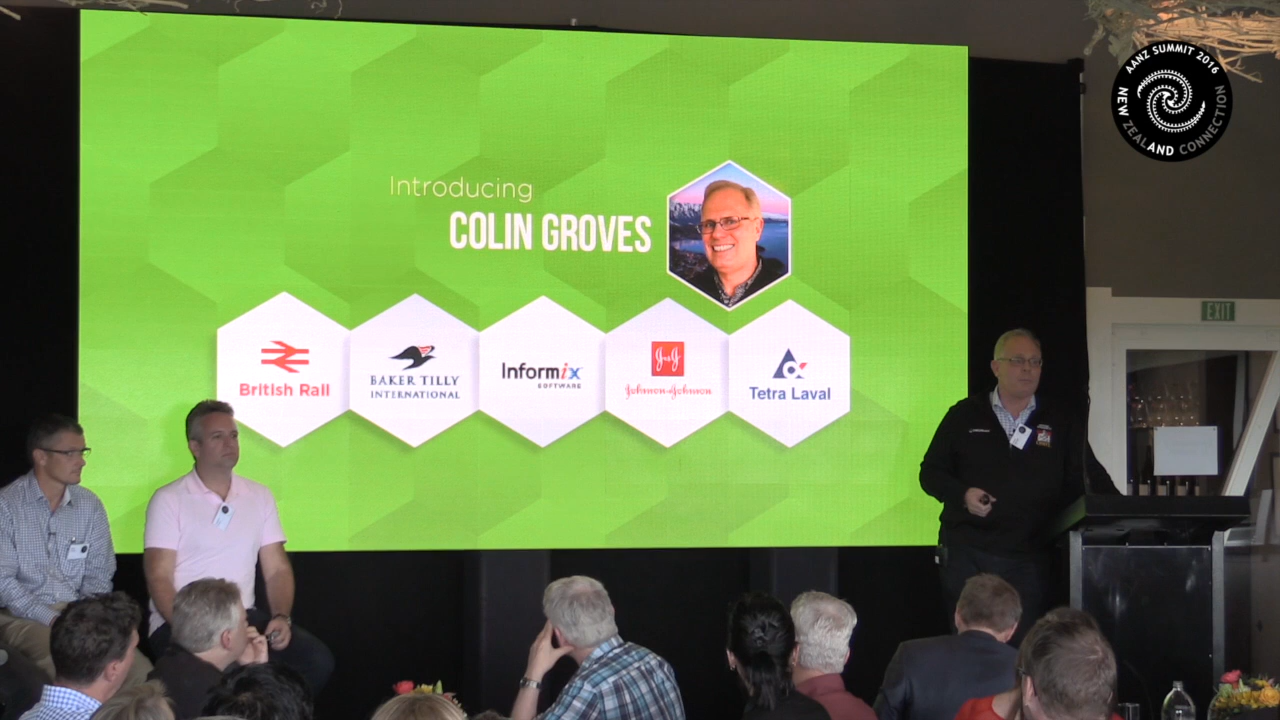 AANZ SUMMIT 2016
NEW ZEALAND CONNECTION
Introducing
COLIN GROVES
EXIT
British Rail
BAKER TILLY
INTERNATIONAL
Informix
SOFTWARE
J&J
Johnson & Johnson
Tetra Laval